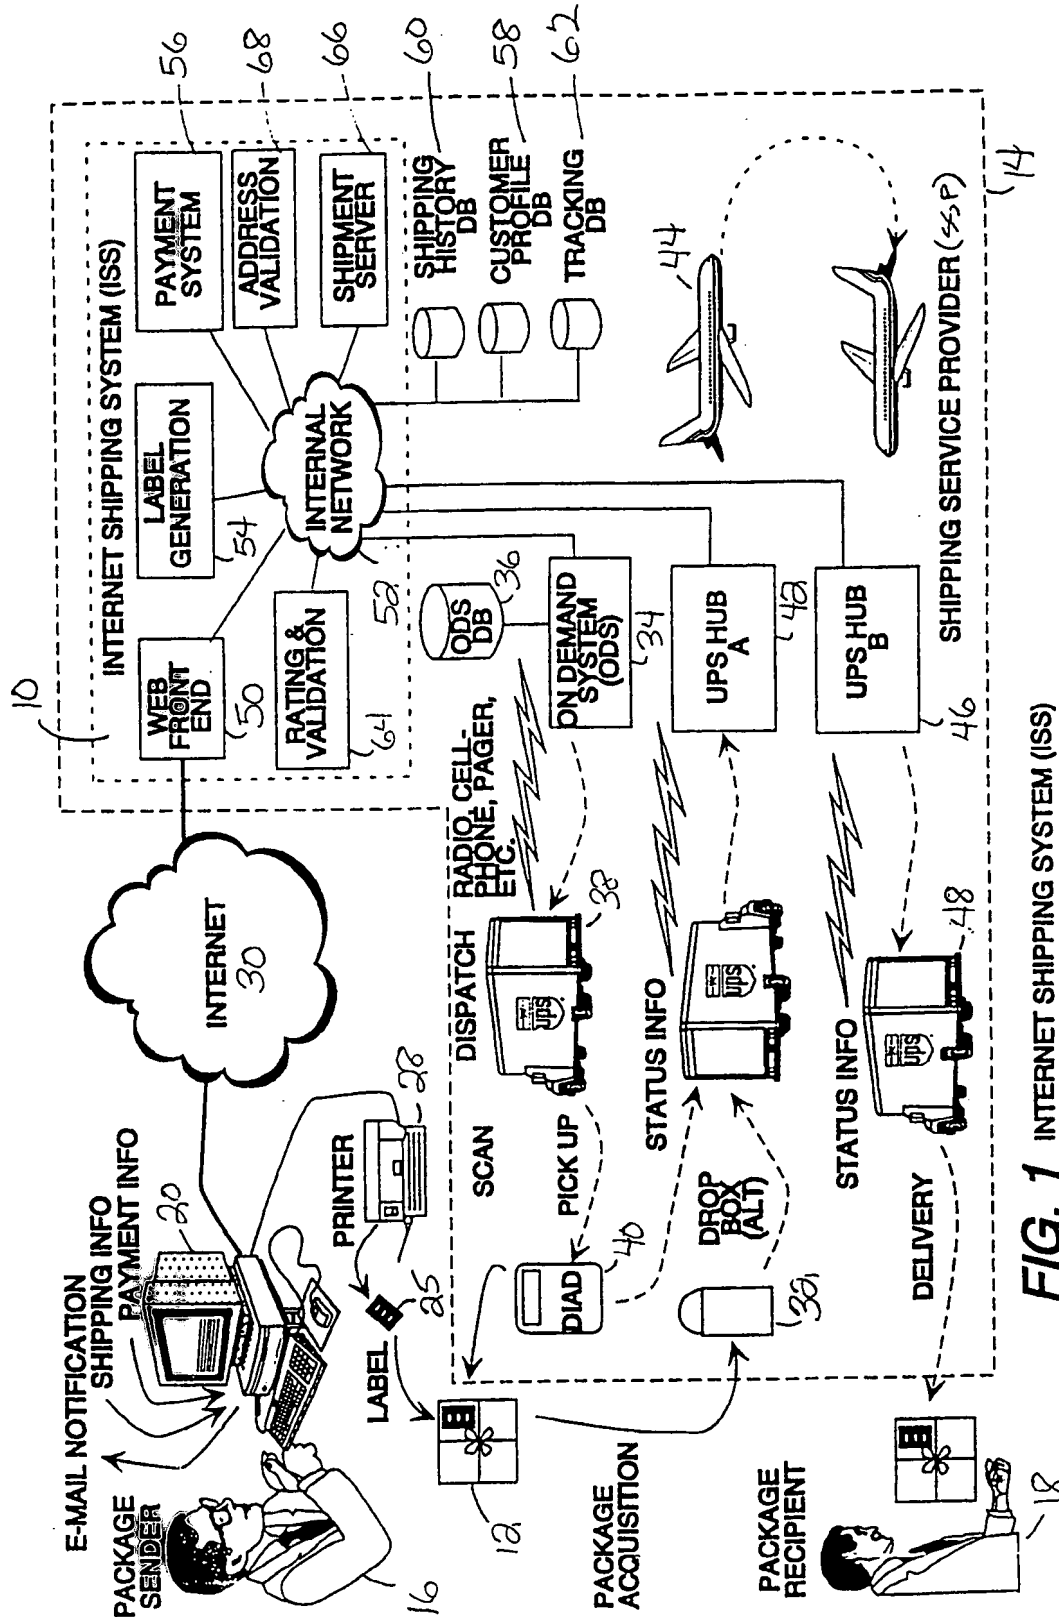 E-MAIL NOTIFICATION
SHIPPING INFO
PAYMENT INFO
PACKAGE
SENDER
16
20
INTERNET
30
10
INTERNET SHIPPING SYSTEM (ISS)
WEB
FRONT
END
50
LABEL
GENERATION
54
PAYMENT
SYSTEM
56
ADDRESS
VALIDATION
68
SHIPMENT
SERVER
66
RATING &
VALIDATION
64
INTERNAL
NETWORK
52
SHIPPING
HISTORY
DB
60
CUSTOMER
PROFILE
DB
58
TRACKING
DB
62
PRINTER
28
LABEL
25
12
SCAN
DISPATCH
RADIO, CELL-
PHONE, PAGER,
ETC.
ODS
DB
36
ON DEMAND
SYSTEM
(ODS)
34
ups
38
PICK UP
DIAD
40
PACKAGE
ACQUISITION
DROP
BOX
(ALT)
32
STATUS INFO
ups
UPS HUB
A
42
44
STATUS INFO
ups
48
UPS HUB
B
46
DELIVERY
PACKAGE
RECIPIENT
18
SHIPPING SERVICE PROVIDER (SSP)
14
FIG. 1 INTERNET SHIPPING SYSTEM (ISS)